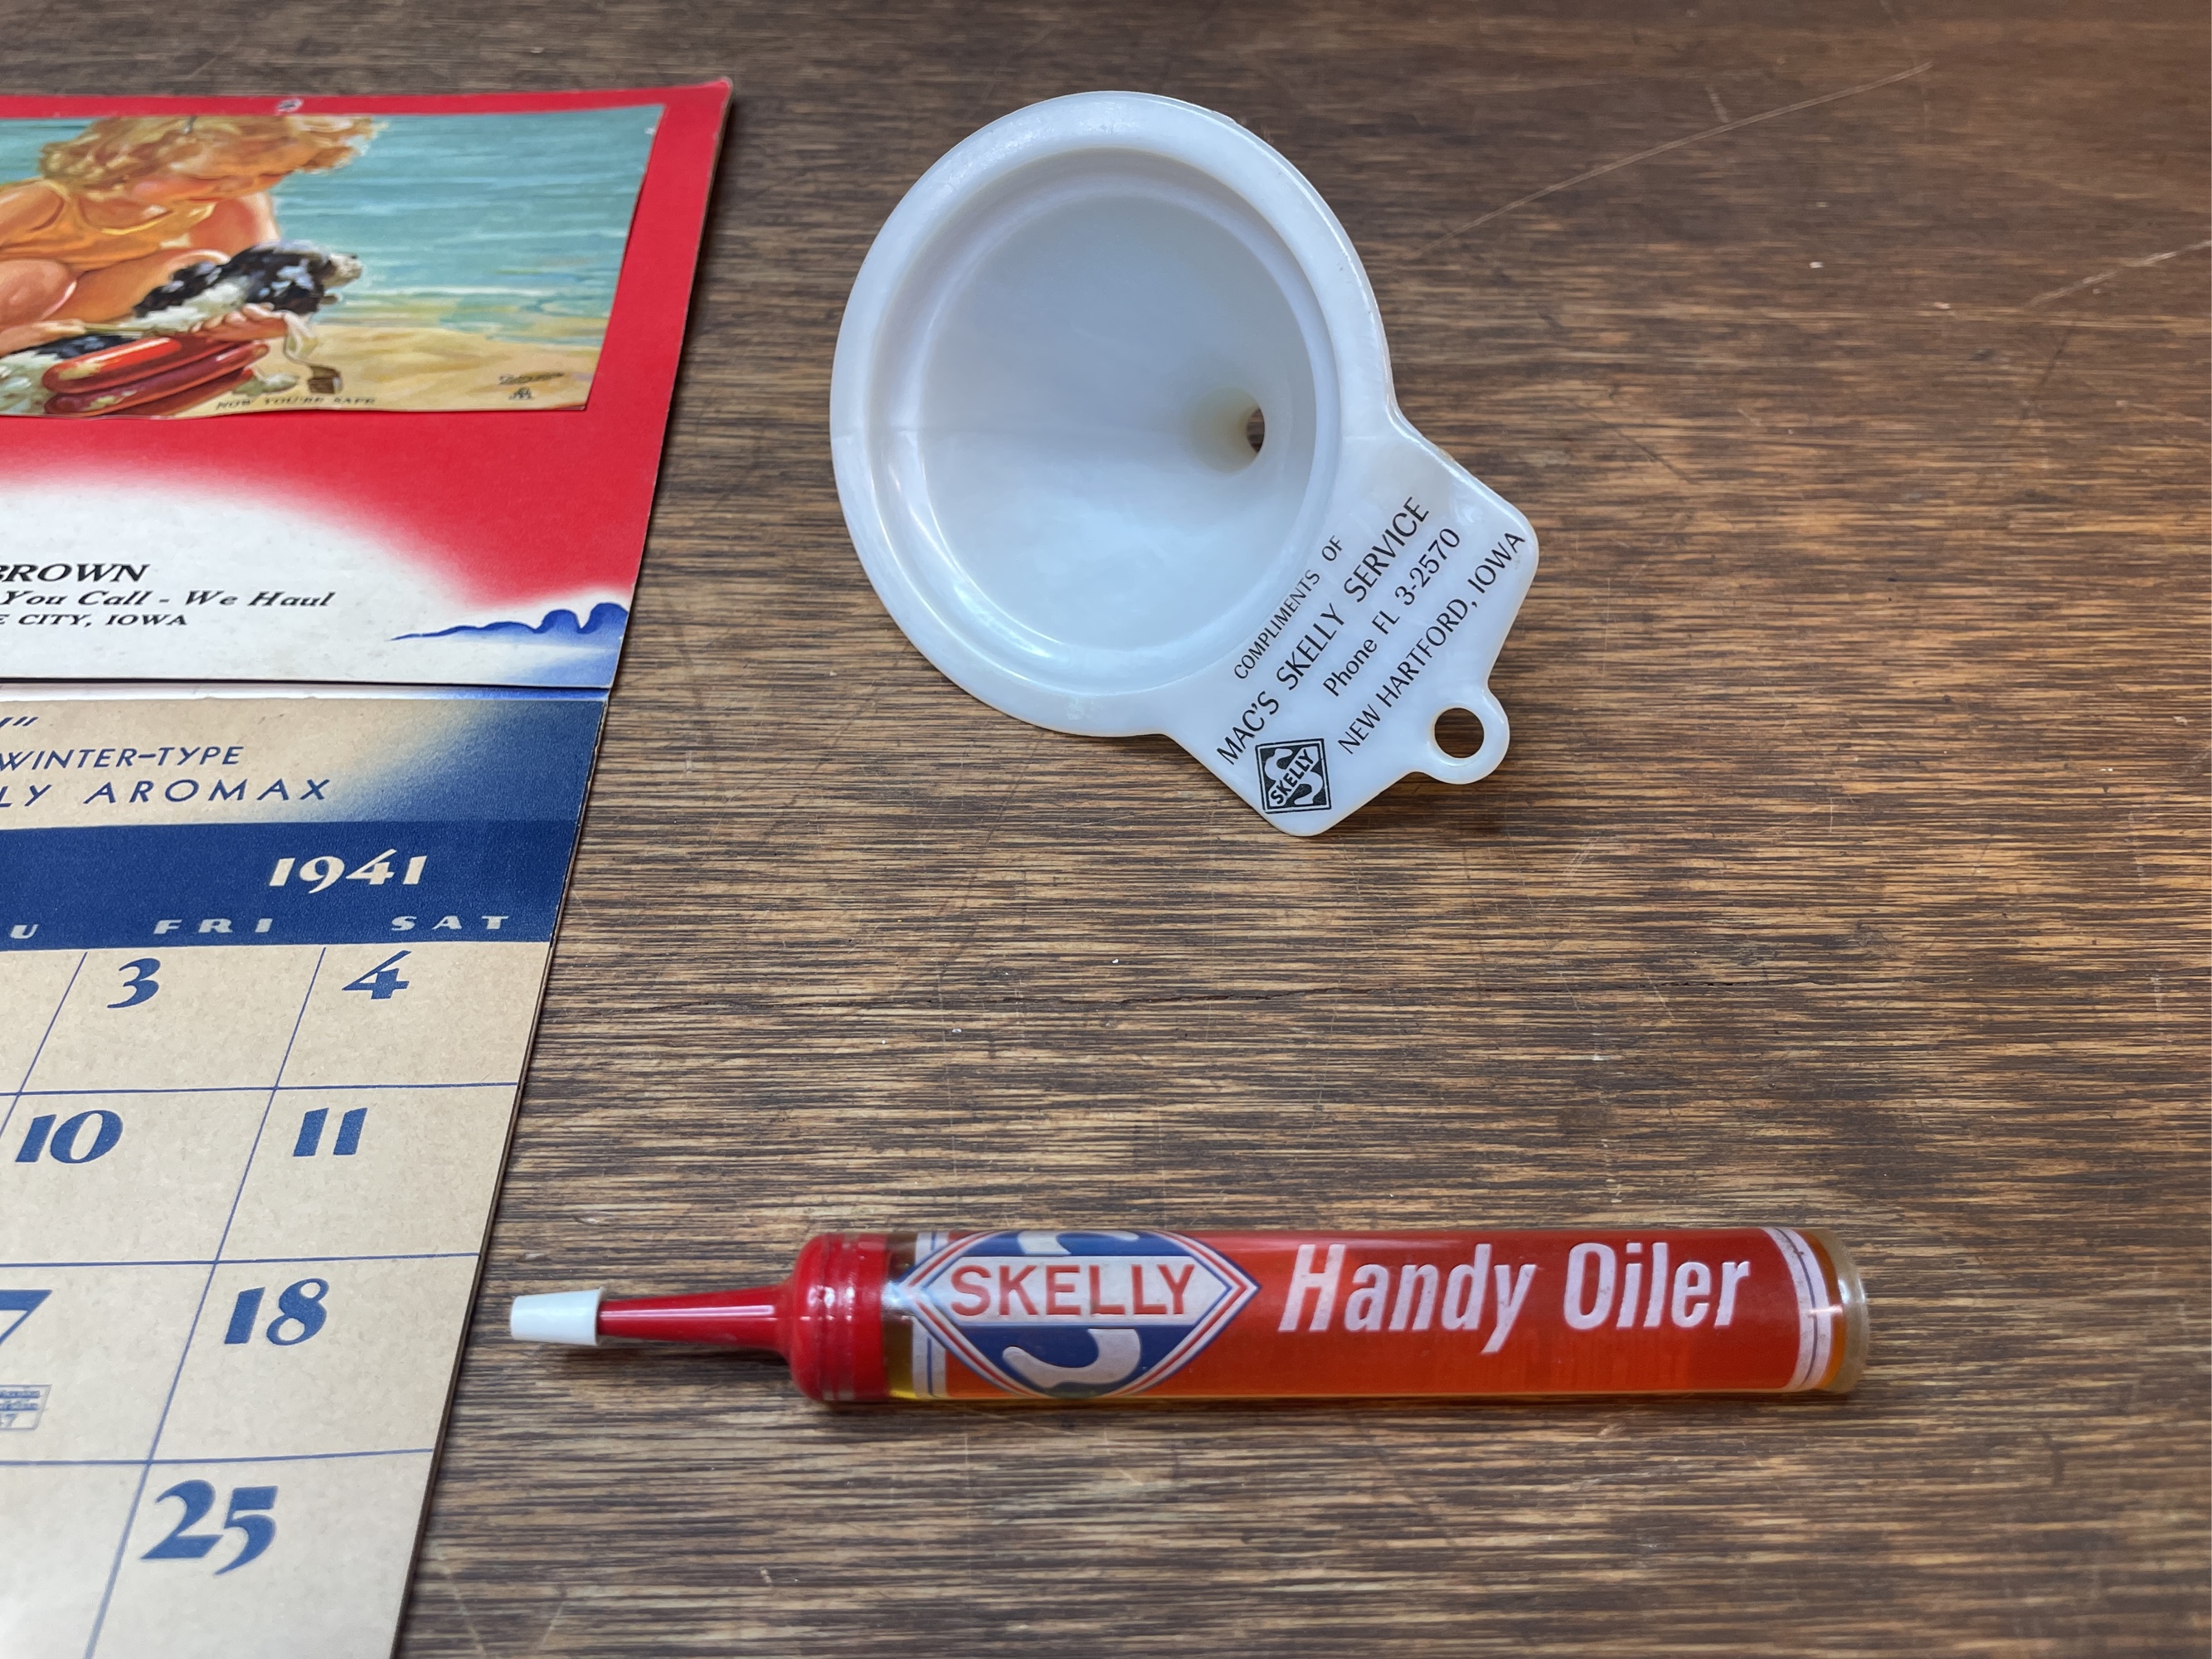 NOW YOU'RE SAFE
BROWN
You Call - We Haul
E CITY, IOWA
WINTER-TYPE
LY AROMAX
1941
U FRI SAT
3 4
10 11
7 18
25
COMPLIMENTS OF
MAC'S SKELLY SERVICE
Phone FL 3-2570
NEW HARTFORD, IOWA
SKELLY
SKELLY Handy Oiler